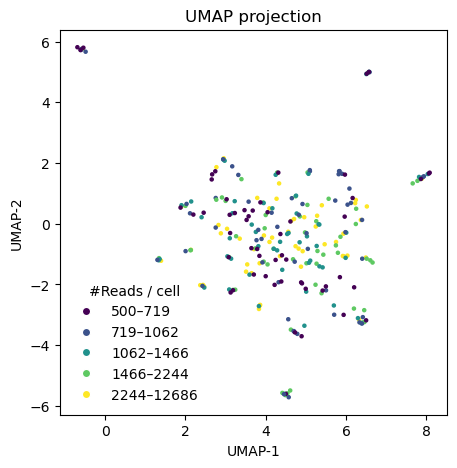 UMAP projection
6
4
2
0
−2
−4
−6
UMAP-2
#Reads / cell
500–719
719–1062
1062–1466
1466–2244
2244–12686
0 2 4 6 8
UMAP-1